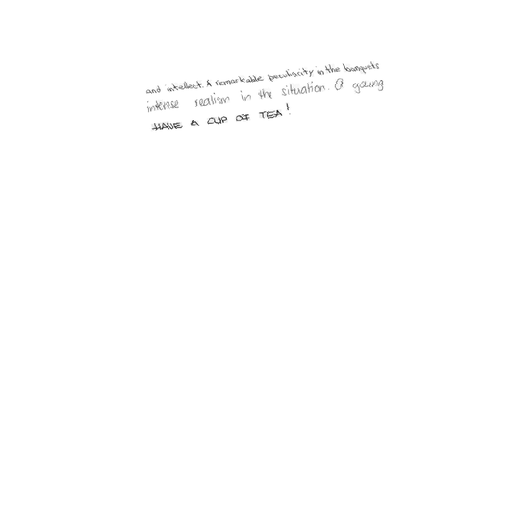 and intellect. A remarkable peculiarity in the banquets
intense realism in the situation. A young
HAVE A CUP OF TEA!